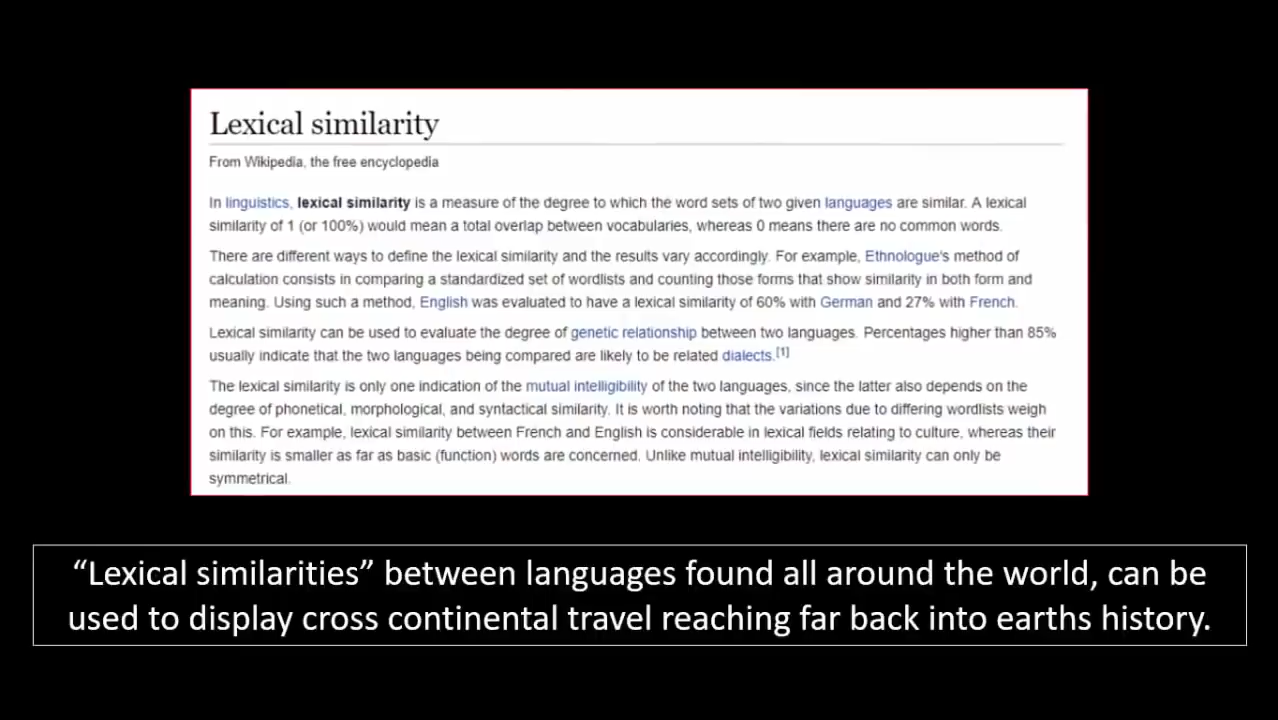 Lexical similarity
From Wikipedia, the free encyclopedia
In linguistics, lexical similarity is a measure of the degree to which the word sets of two given languages are similar. A lexical
similarity of 1 (or 100%) would mean a total overlap between vocabularies, whereas 0 means there are no common words.
There are different ways to define the lexical similarity and the results vary accordingly. For example, Ethnologue's method of
calculation consists in comparing a standardized set of wordlists and counting those forms that show similarity in both form and
meaning. Using such a method, English was evaluated to have a lexical similarity of 60% with German and 27% with French.
Lexical similarity can be used to evaluate the degree of genetic relationship between two languages. Percentages higher than 85%
usually indicate that the two languages being compared are likely to be related dialects.[1]
The lexical similarity is only one indication of the mutual intelligibility of the two languages, since the latter also depends on the
degree of phonetical, morphological, and syntactical similarity. It is worth noting that the variations due to differing wordlists weigh
on this. For example, lexical similarity between French and English is considerable in lexical fields relating to culture, whereas their
similarity is smaller as far as basic (function) words are concerned. Unlike mutual intelligibility, lexical similarity can only be
symmetrical.
“Lexical similarities” between languages found all around the world, can be
used to display cross continental travel reaching far back into earths history.